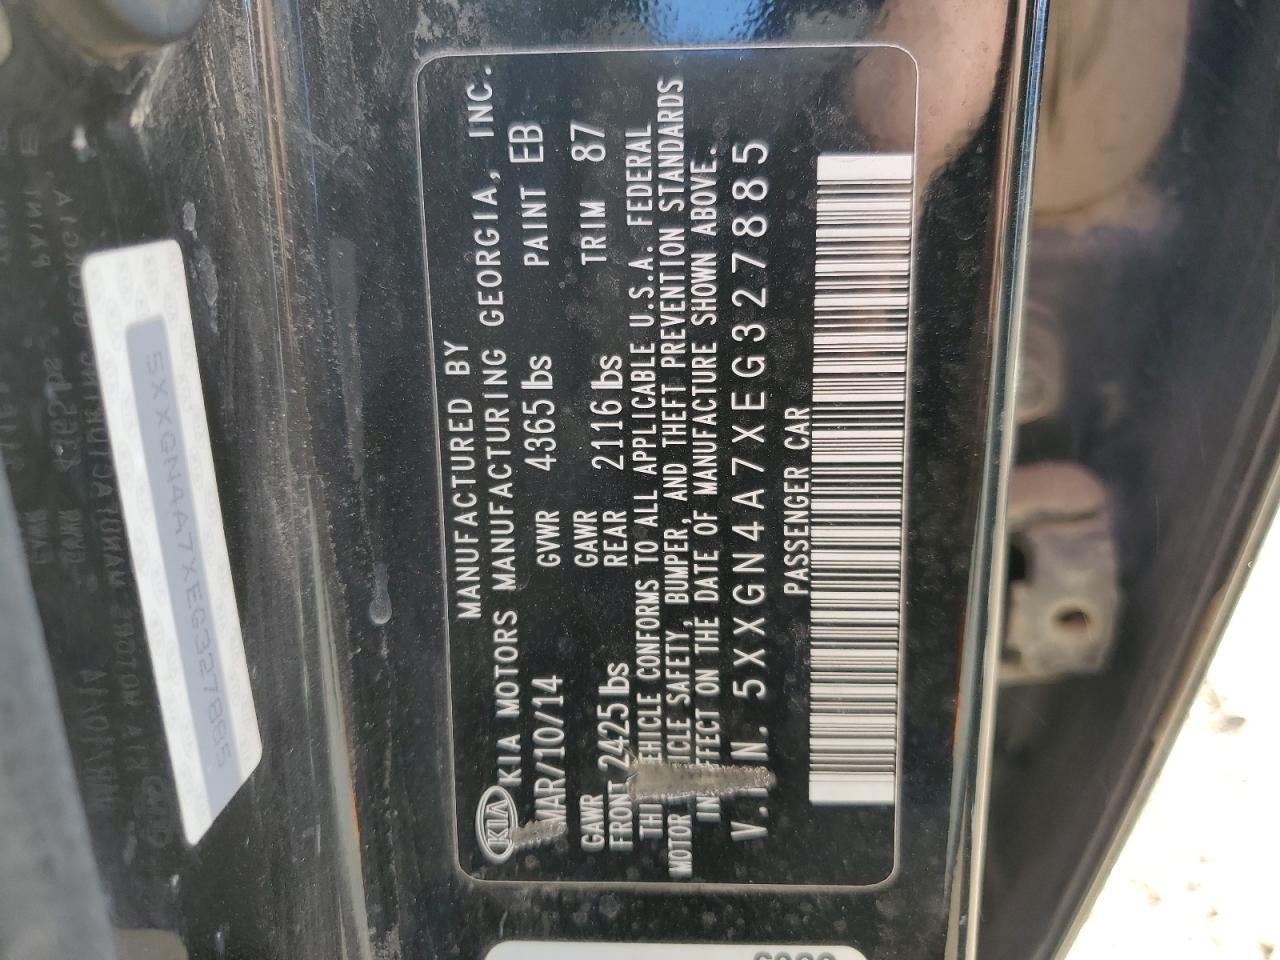 MANUFACTURED BY
KIA KIA MOTORS MANUFACTURING GEORGIA, INC.
MAR/10/14 GVWR 4365 lbs PAINT EB
GAWR FRONT 2425 lbs GAWR REAR 2116 lbs TRIM 87
VEHICLE CONFORMS TO ALL APPLICABLE U.S.A. FEDERAL
MOTOR SAFETY, BUMPER, AND THEFT PREVENTION STANDARDS
IN EFFECT ON THE DATE OF MANUFACTURE SHOWN ABOVE.
V.I.N. 5XXGN4A7XEG327885
PASSENGER CAR
5XXGN4A7XEG327885